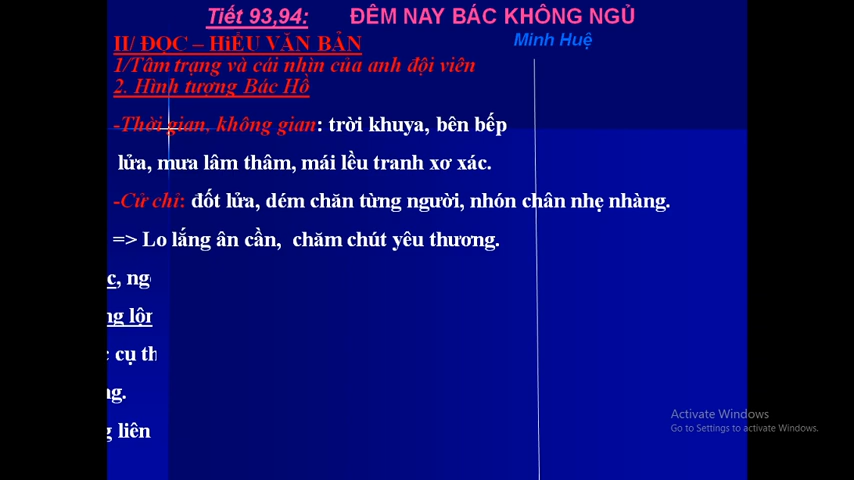 Tiết 93,94: ĐÊM NAY BÁC KHÔNG NGỦ
Minh Huệ
II/ ĐỌC – HiỂU VĂN BẢN
1/Tâm trạng và cái nhìn của anh đội viên
2. Hình tượng Bác Hồ
-Thời gian, không gian: trời khuya, bên bếp
lửa, mưa lâm thâm, mái lều tranh xơ xác.
-Cử chỉ: đốt lửa, dém chăn từng người, nhón chân nhẹ nhàng.
=> Lo lắng ân cần, chăm chút yêu thương.
cụ
liên
Activate Windows
Go to Settings to activate Windows.